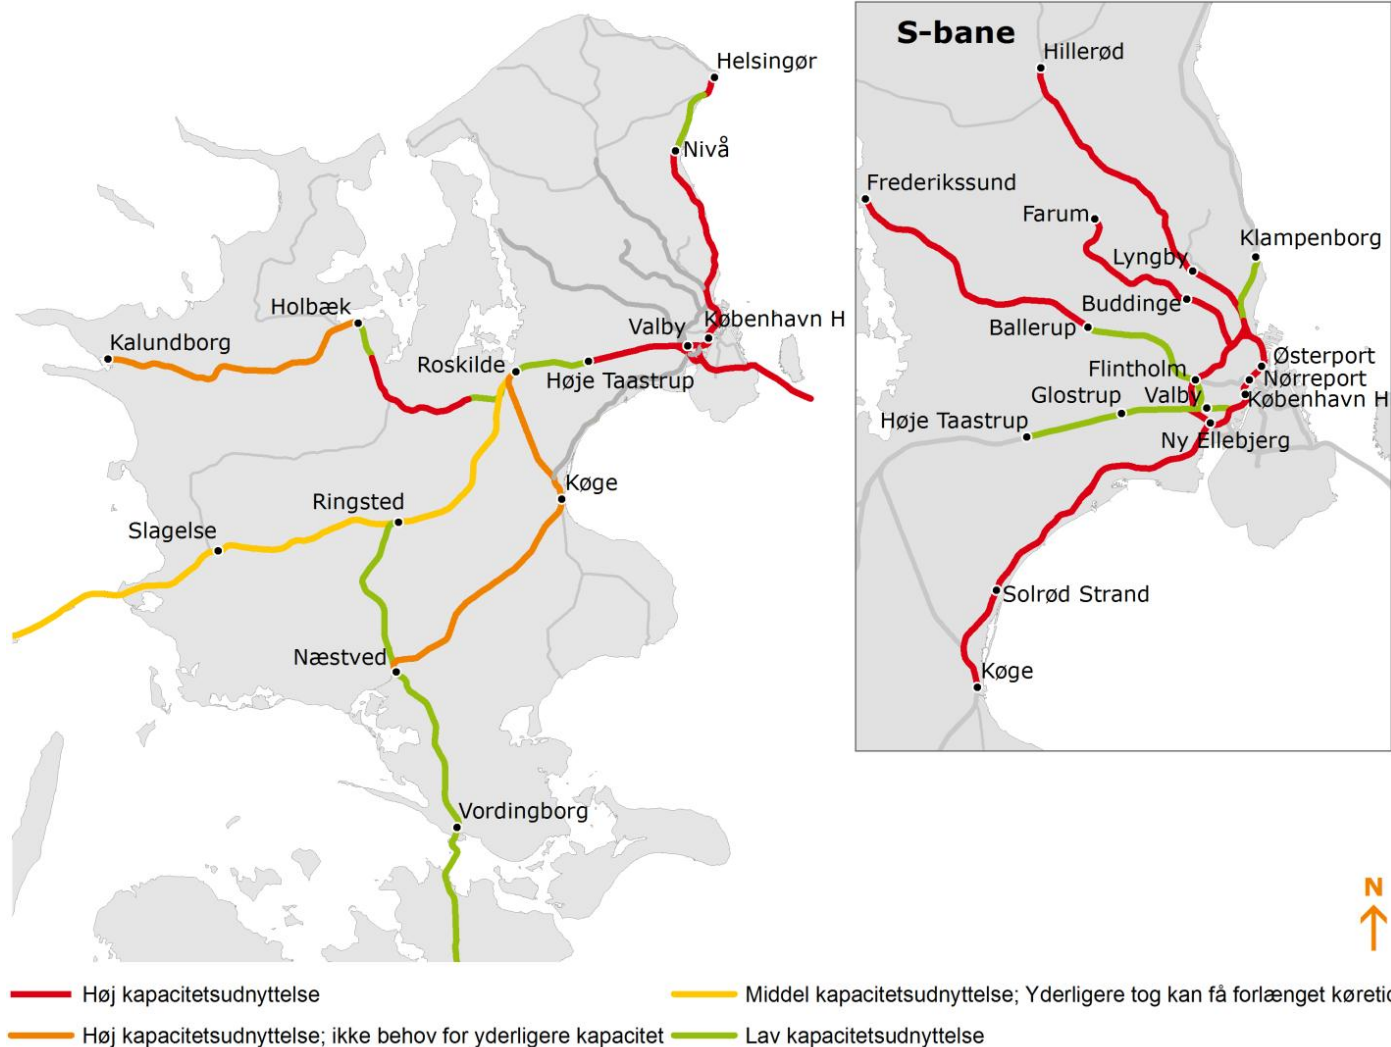 Helsingør
Nivå
Holbæk
Kalundborg
Valby
København H
Roskilde
Høje Taastrup
Køge
Ringsted
Slagelse
Næstved
Vordingborg
S-bane
Hillerød
Frederikssund
Farum
Klampenborg
Lyngby
Buddinge
Ballerup
Østerport
Flintholm
Nørreport
Glostrup
Valby
København H
Høje Taastrup
Ny Ellebjerg
Solrød Strand
Køge
N
Høj kapacitetsudnyttelse
Middel kapacitetsudnyttelse; Yderligere tog kan få forlænget køretid
Høj kapacitetsudnyttelse; ikke behov for yderligere kapacitet
Lav kapacitetsudnyttelse